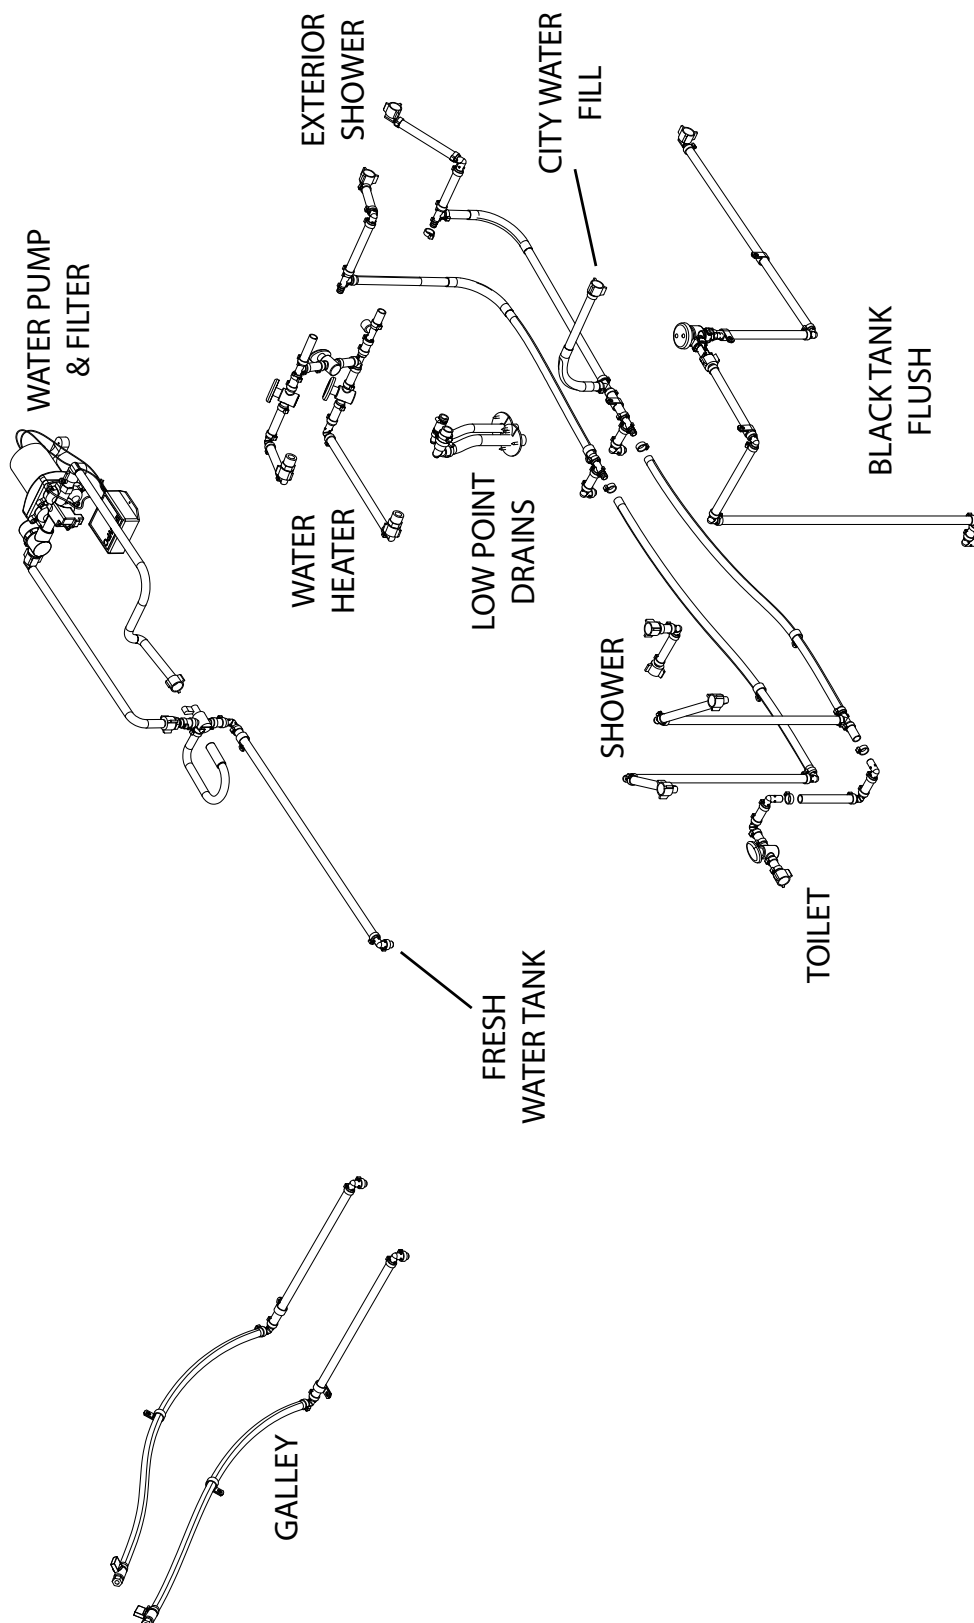 WATER PUMP
& FILTER
EXTERIOR
SHOWER
CITY WATER
FILL
WATER
HEATER
LOW POINT
DRAINS
BLACK TANK
FLUSH
SHOWER
TOILET
FRESH
WATER TANK
GALLEY